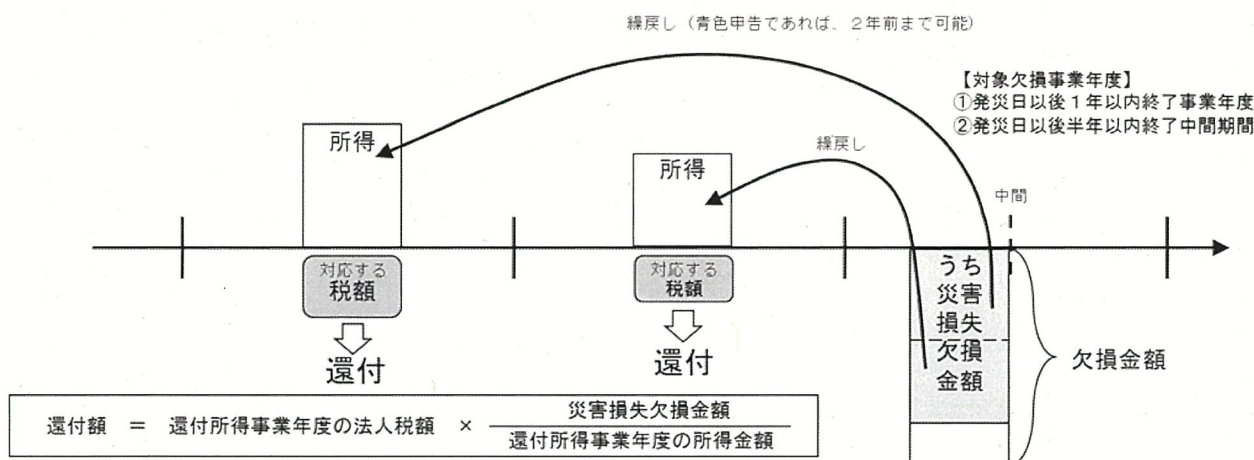 繰戻し（青色申告であれば、２年前まで可能）
【対象欠損事業年度】
①発災日以後１年以内終了事業年度
②発災日以後半年以内終了中間期間
所得
所得
繰戻し
中間
対応する
税額
対応する
税額
還付
還付
うち
災害
損失
欠損
金額
欠損金額
還付額 ＝ 還付所得事業年度の法人税額 × 災害損失欠損金額
還付所得事業年度の所得金額